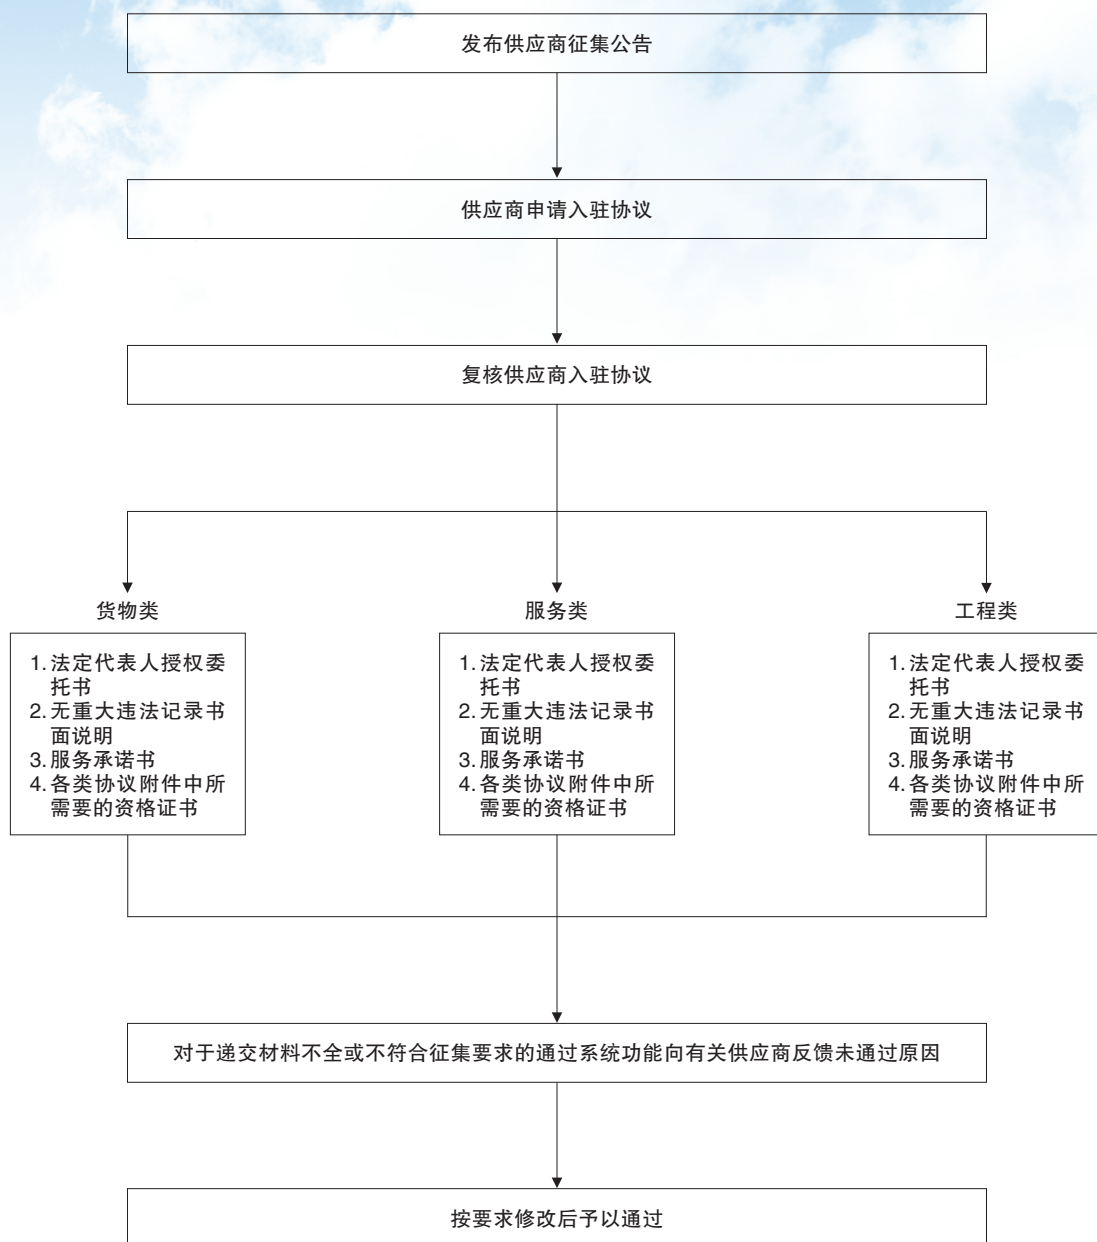 发布供应商征集公告
供应商申请入驻协议
复核供应商入驻协议
货物类
1.法定代表人授权委
托书
2.无重大违法记录书
面说明
3.服务承诺书
4.各类协议附件中所
需要的资格证书
服务类
1.法定代表人授权委
托书
2.无重大违法记录书
面说明
3.服务承诺书
4.各类协议附件中所
需要的资格证书
工程类
1.法定代表人授权委
托书
2.无重大违法记录书
面说明
3.服务承诺书
4.各类协议附件中所
需要的资格证书
对于递交材料不全或不符合征集要求的通过系统功能向有关供应商反馈未通过原因
按要求修改后予以通过